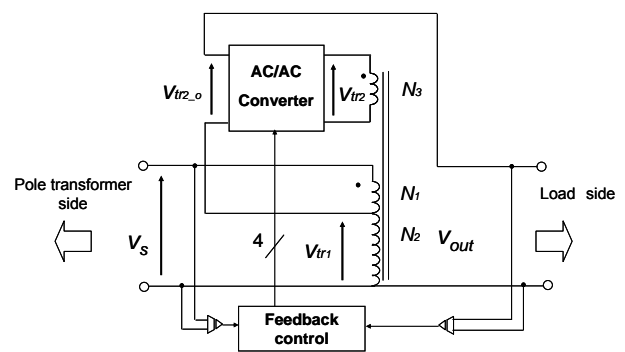 AC/AC
Converter
Vtr2_o
Vtr2
N3
Pole transformer
side
Load side
N1
N2
Vs
4
Vtr1
Vout
Feedback
control